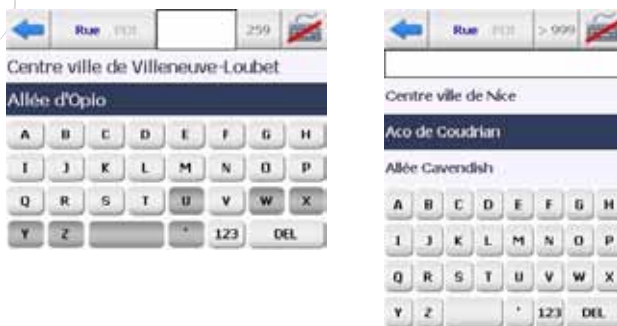 Rue POI 259
Centre ville de Villeneuve-Loubet
Allée d'Opio
A B C D E F G H
I J K L M N O P
Q R S T U V W X
Y Z ' 123 DEL
Rue POI > 999
Centre ville de Nice
Aco de Coudrian
Allée Cavendish
A B C D E F G H
I J K L M N O P
Q R S T U V W X
Y Z ' 123 DEL